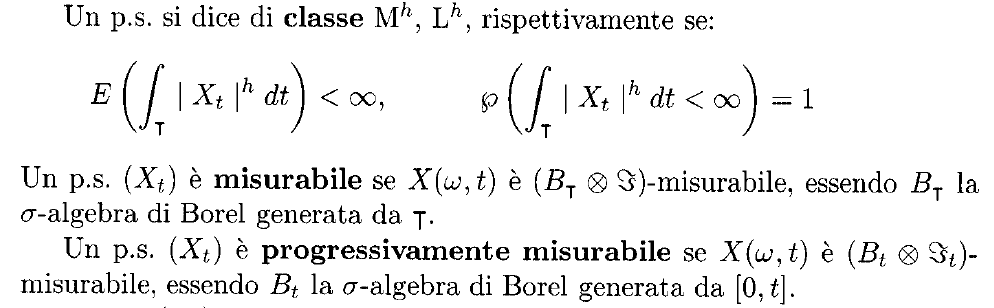 Un p.s. si dice di classe Mʰ, Lʰ, rispettivamente se:
E (∫_T | X_t |ʰ dt) < ∞, ℘ (∫_T | X_t |ʰ dt < ∞) = 1
Un p.s. (X_t) è misurabile se X(ω, t) è (B_T ⊗ ℑ)-misurabile, essendo B_T la
σ-algebra di Borel generata da T.
Un p.s. (X_t) è progressivamente misurabile se X(ω, t) è (B_t ⊗ ℑ_t)-
misurabile, essendo B_t la σ-algebra di Borel generata da [0, t].